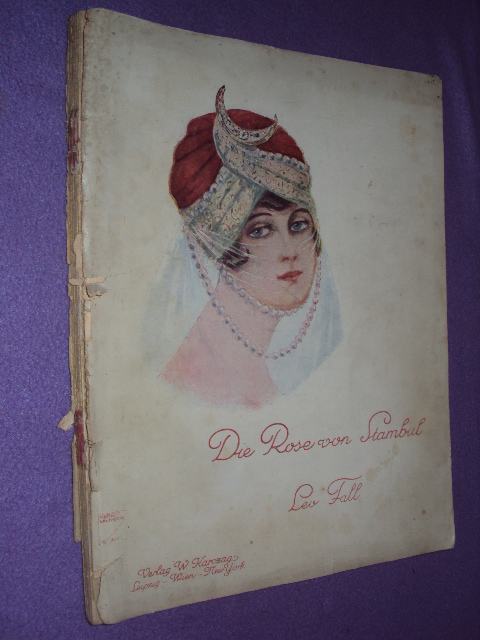 Die Rose von Stambul
Leo Fall
Verlag W. Karczag
Leipzig - Wien - New York